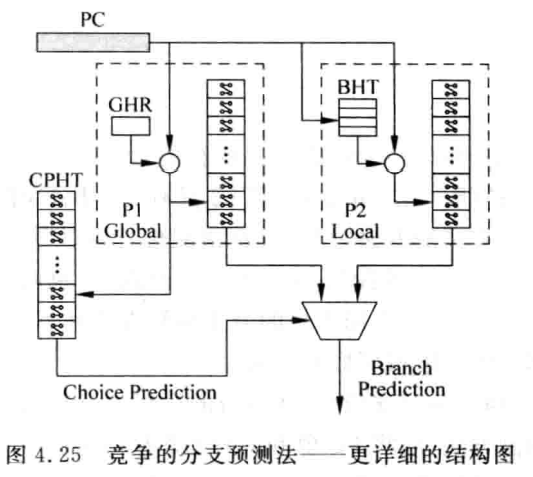 PC
GHR
BHT
CPHT
...
...
...
P1
Global
P2
Local
Choice Prediction
Branch
Prediction
图 4.25 竞争的分支预测法——更详细的结构图